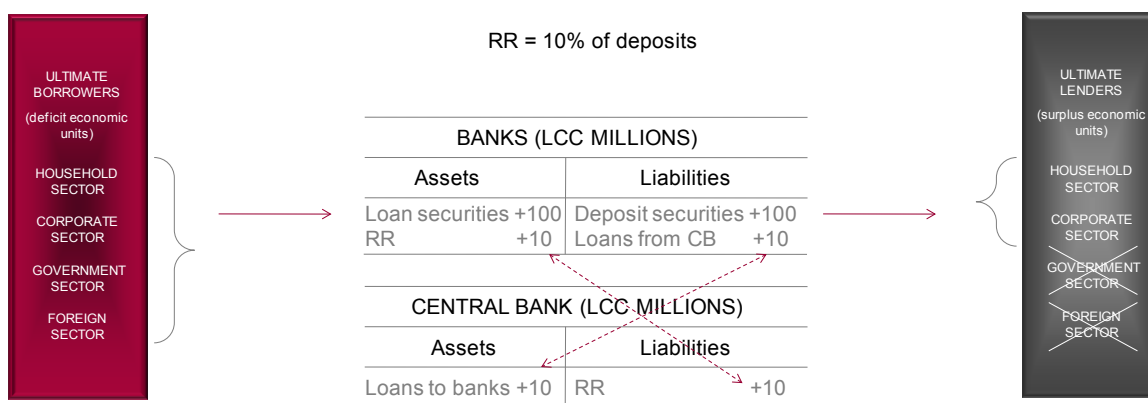 RR = 10% of deposits
ULTIMATE
BORROWERS
(deficit economic
units)
HOUSEHOLD
SECTOR
CORPORATE
SECTOR
GOVERNMENT
SECTOR
FOREIGN
SECTOR
BANKS (LCC MILLIONS)
Assets Liabilities
Loan securities +100 Deposit securities +100
RR +10 Loans from CB +10
CENTRAL BANK (LCC MILLIONS)
Assets Liabilities
Loans to banks +10 RR +10
ULTIMATE
LENDERS
(surplus economic
units)
HOUSEHOLD
SECTOR
CORPORATE
SECTOR
GOVERNMENT
SECTOR
FOREIGN
SECTOR